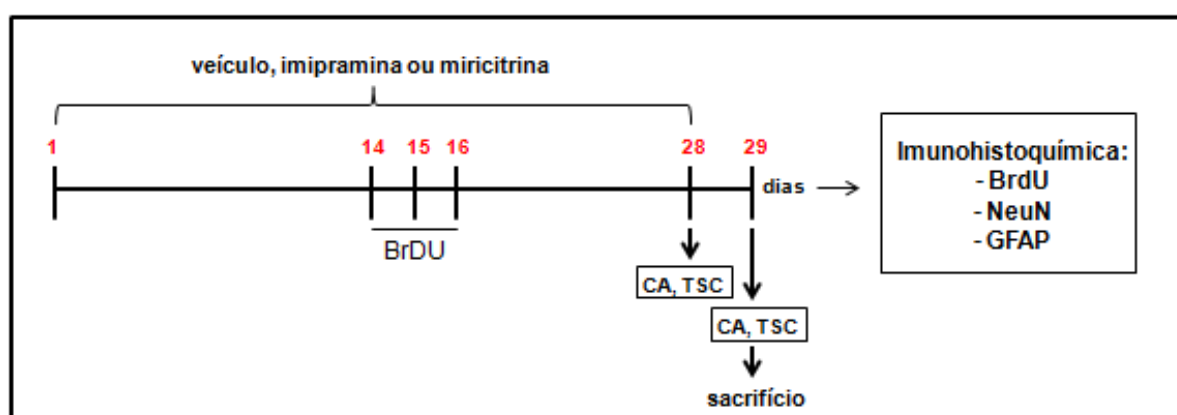 veículo, imipramina ou miricitrina
1 14 15 16 28 29
dias
BrDU
CA, TSC
CA, TSC
sacrifício
Imunohistoquímica:
- BrdU
- NeuN
- GFAP